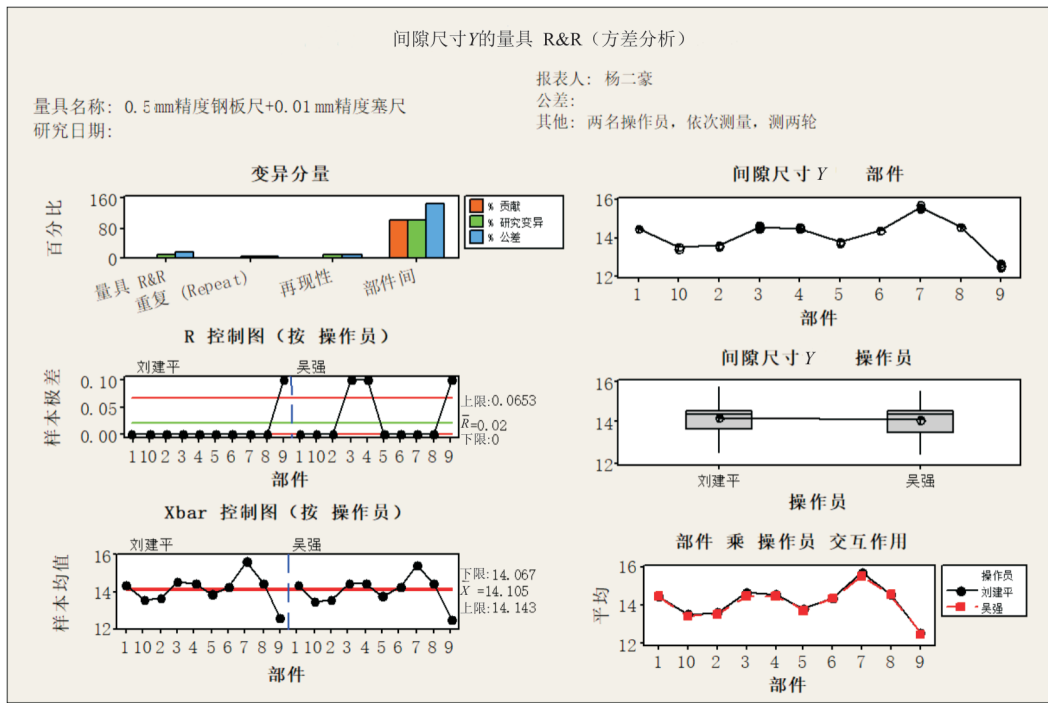 间隙尺寸Y的量具 R&R（方差分析）
量具名称: 0.5mm精度钢板尺+0.01mm精度塞尺
研究日期:
报表人: 杨二豪
公差:
其他: 两名操作员，依次测量，测两轮
变异分量
百分比
160
80
0
量具 R&R
重复 (Repeat)
再现性
部件间
% 贡献
% 研究变异
% 公差
R 控制图（按 操作员）
刘建平
吴强
样本极差
0.10
0.05
0.00
上限:0.0653
R̄=0.02
下限:0
1 10 2 3 4 5 6 7 8 9 1 10 2 3 4 5 6 7 8 9
部件
Xbar 控制图（按 操作员）
刘建平
吴强
样本均值
16
14
12
下限:14.067
X̄ =14.105
上限:14.143
1 10 2 3 4 5 6 7 8 9 1 10 2 3 4 5 6 7 8 9
部件
间隙尺寸Y 部件
16
14
12
1 10 2 3 4 5 6 7 8 9
部件
间隙尺寸Y 操作员
16
14
12
刘建平 吴强
操作员
部件 乘 操作员 交互作用
平均
16
14
12
1 10 2 3 4 5 6 7 8 9
部件
操作员
刘建平
吴强